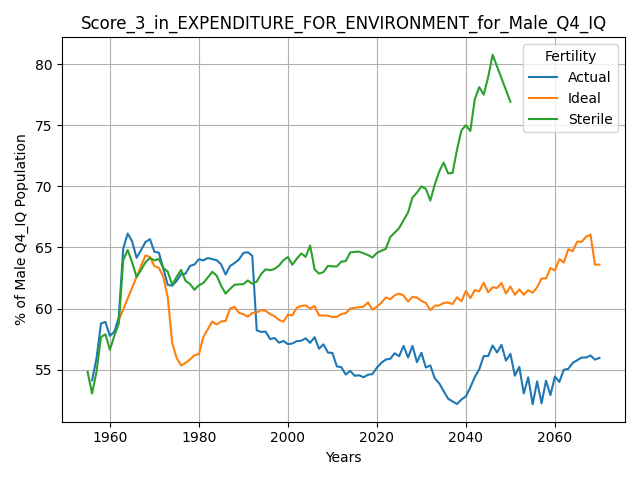 Score_3_in_EXPENDITURE_FOR_ENVIRONMENT_for_Male_Q4_IQ
% of Male Q4_IQ Population
80
75
70
65
60
55
Fertility
Actual
Ideal
Sterile
1960
1980
2000
2020
2040
2060
Years